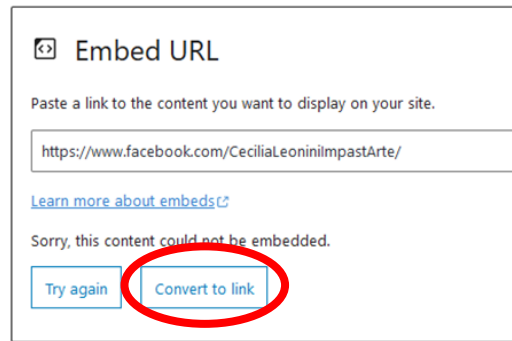 Embed URL
Paste a link to the content you want to display on your site.
https://www.facebook.com/CeciliaLeoniniImpastArte/
Learn more about embeds
Sorry, this content could not be embedded.
Try again
Convert to link